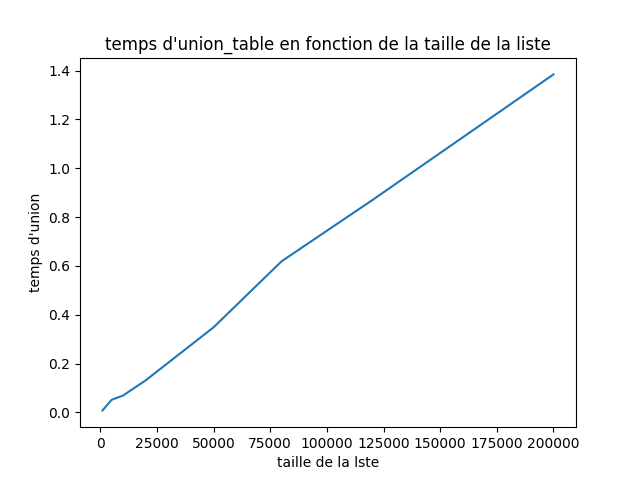 temps d'union_table en fonction de la taille de la liste
1.4
1.2
1.0
0.8
0.6
0.4
0.2
0.0
temps d'union
0 25000 50000 75000 100000 125000 150000 175000 200000
taille de la lste